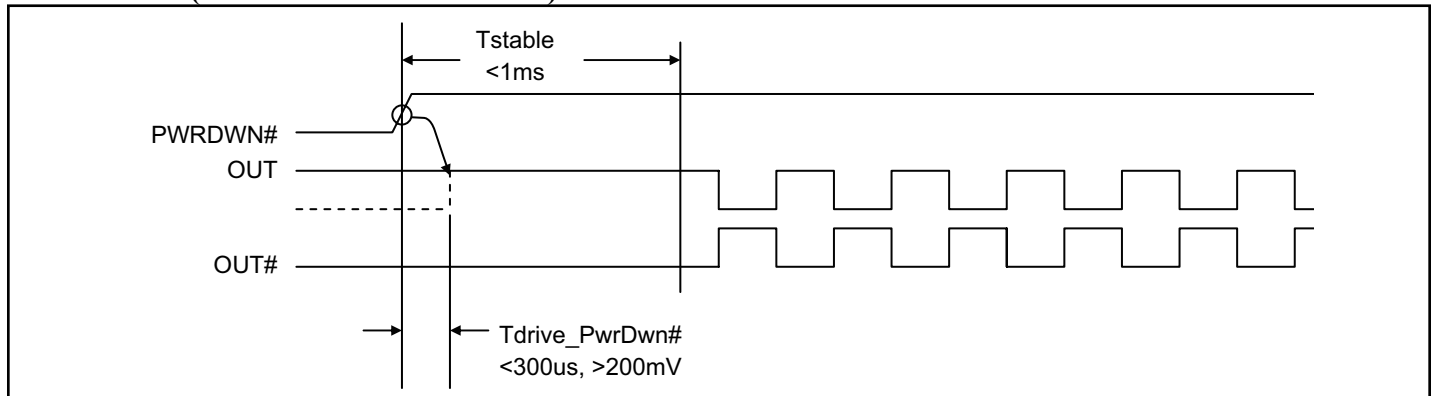 Tstable
<1ms
PWRDWN#
OUT
OUT#
Tdrive_PwrDwn#
<300us, >200mV